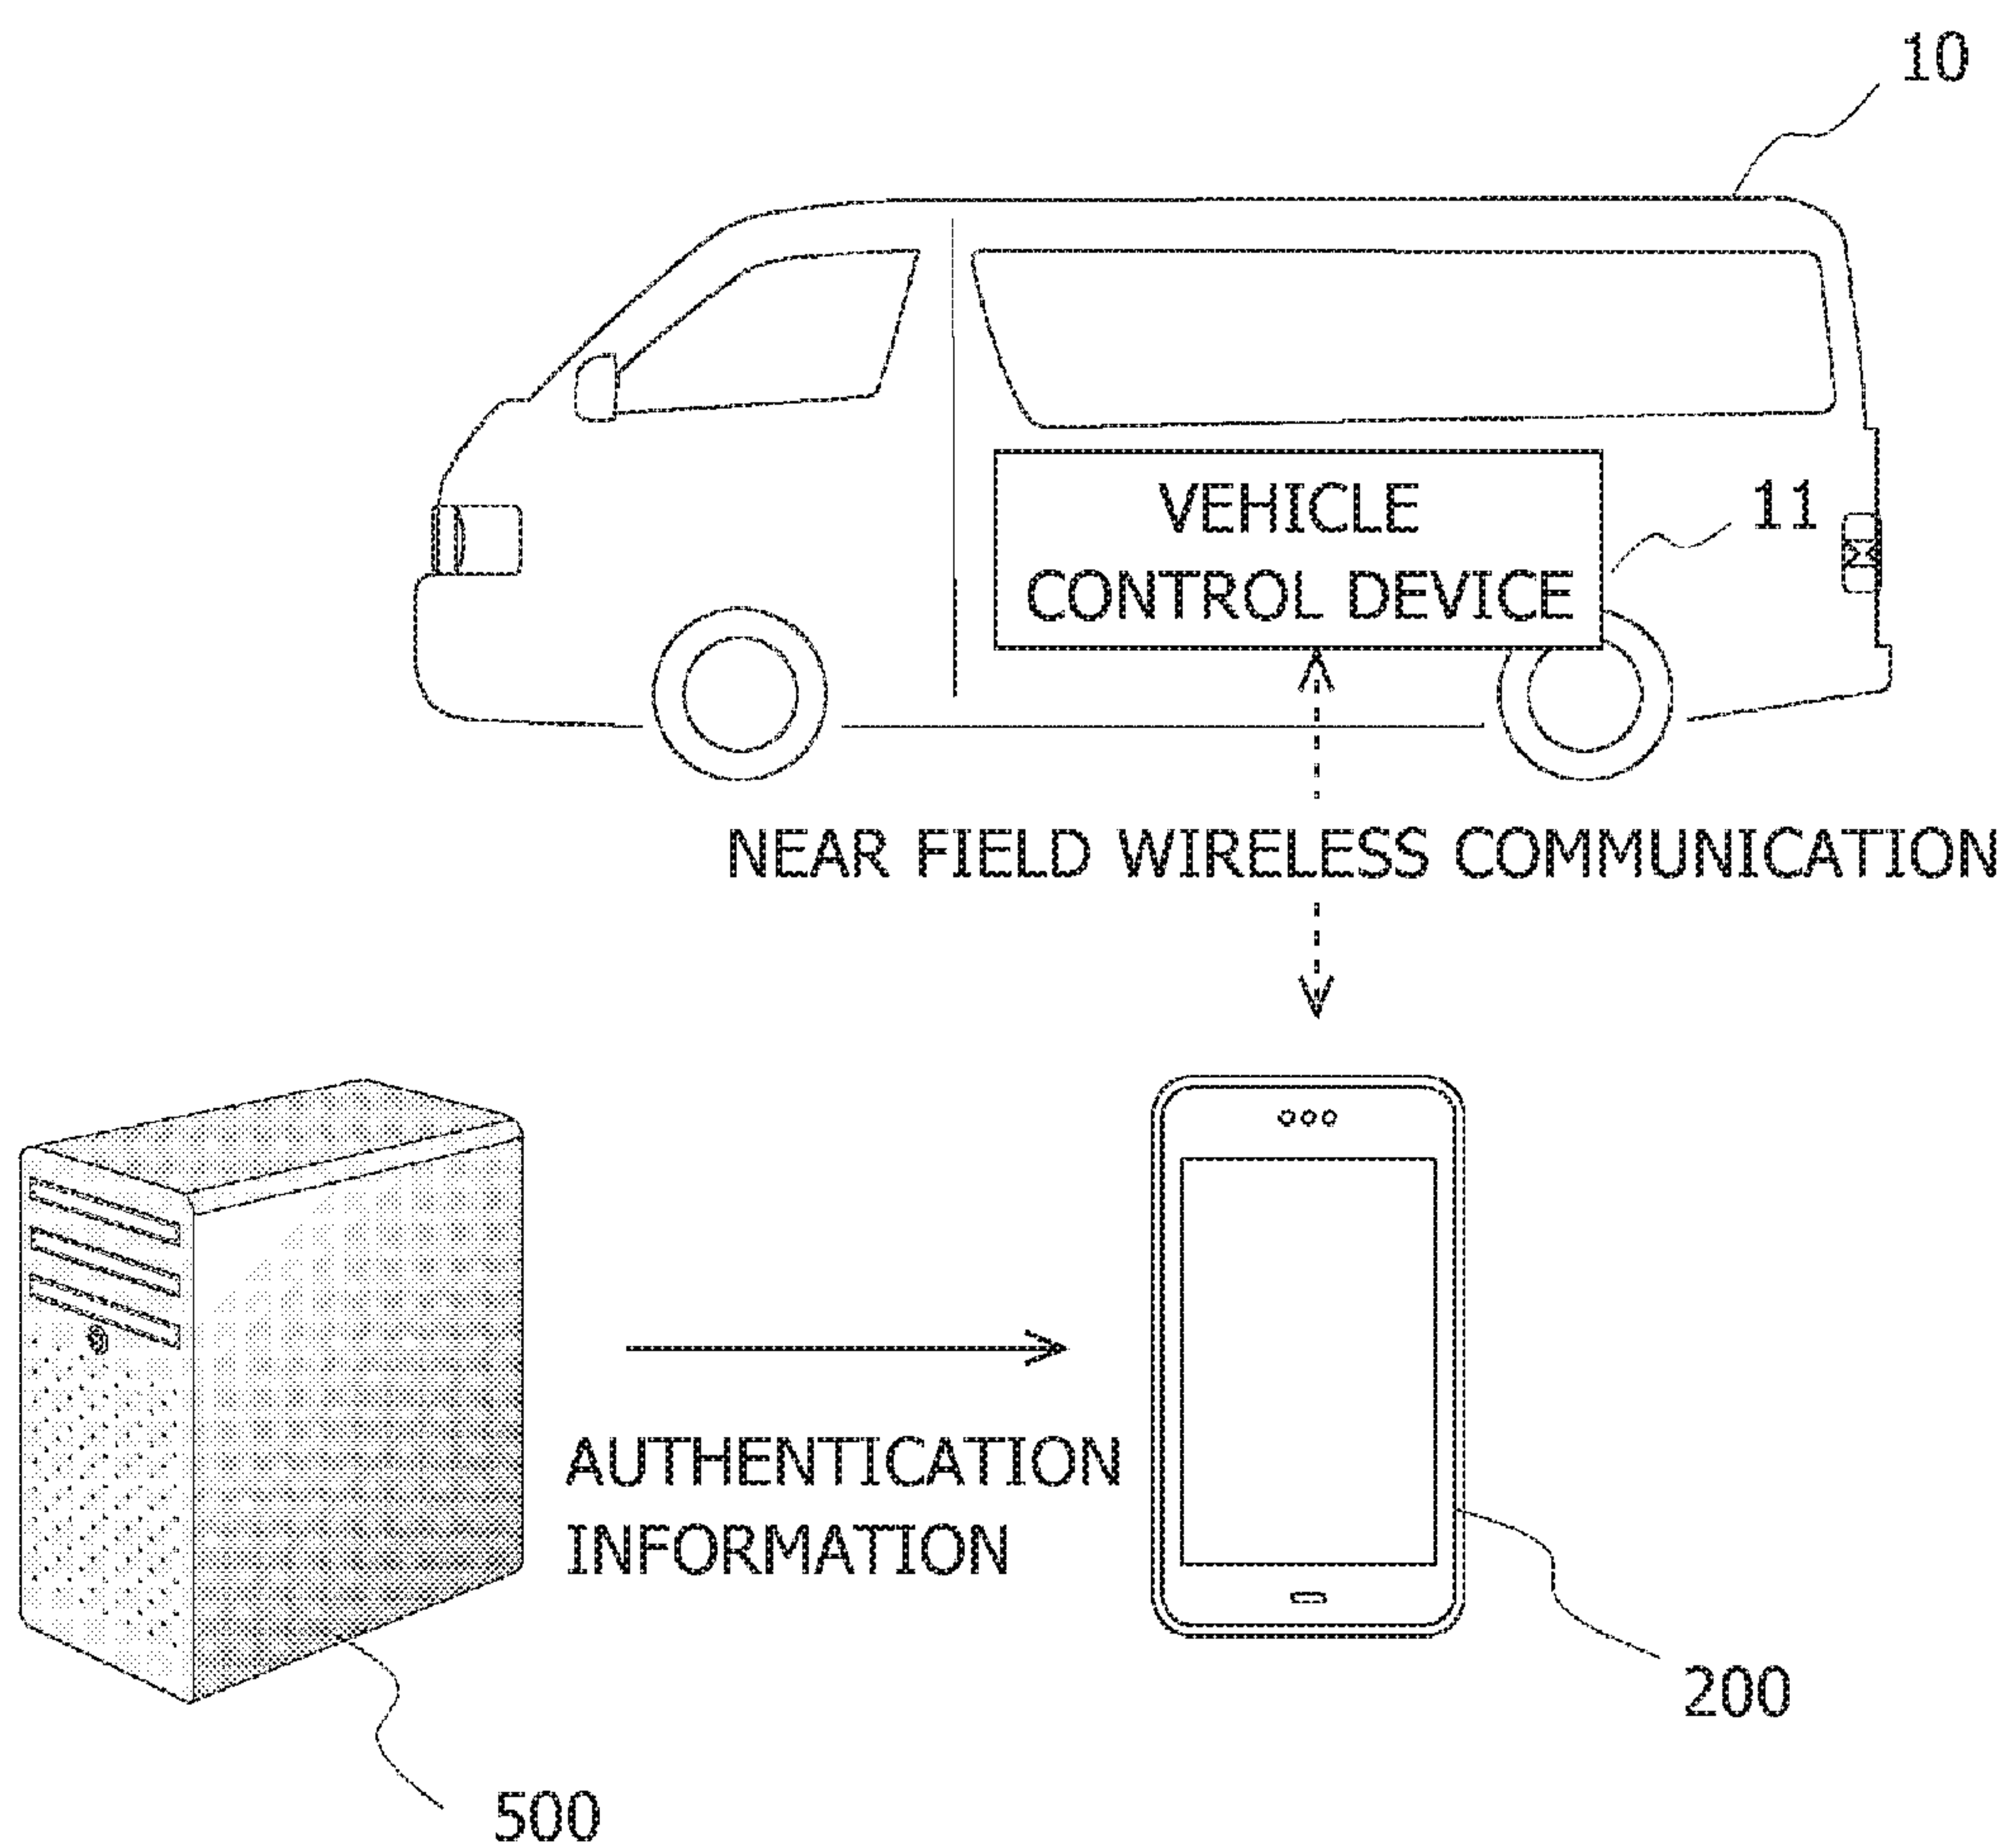 10
VEHICLE
CONTROL DEVICE
11
NEAR FIELD WIRELESS COMMUNICATION
AUTHENTICATION
INFORMATION
200
500